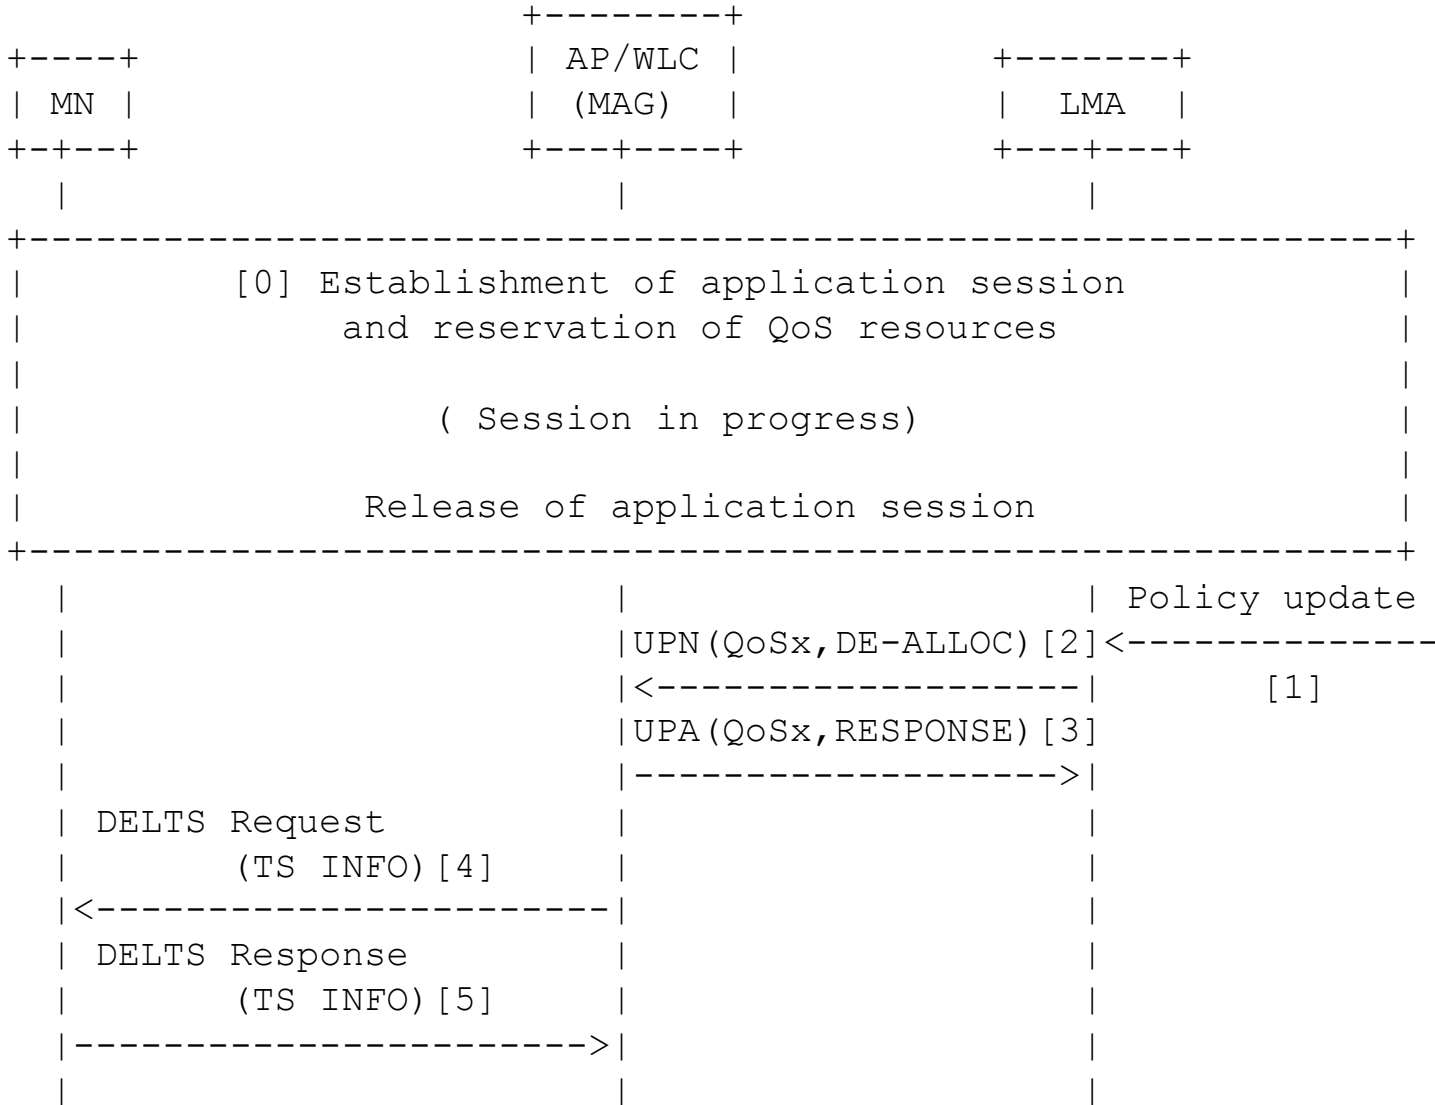 AP/WLC
MN (MAG) LMA
[0] Establishment of application session
and reservation of QoS resources
( Session in progress)
Release of application session
Policy update
UPN(QoSx,DE-ALLOC)[2]
[1]
UPA(QoSx,RESPONSE)[3]
DELTS Request
(TS INFO)[4]
DELTS Response
(TS INFO)[5]